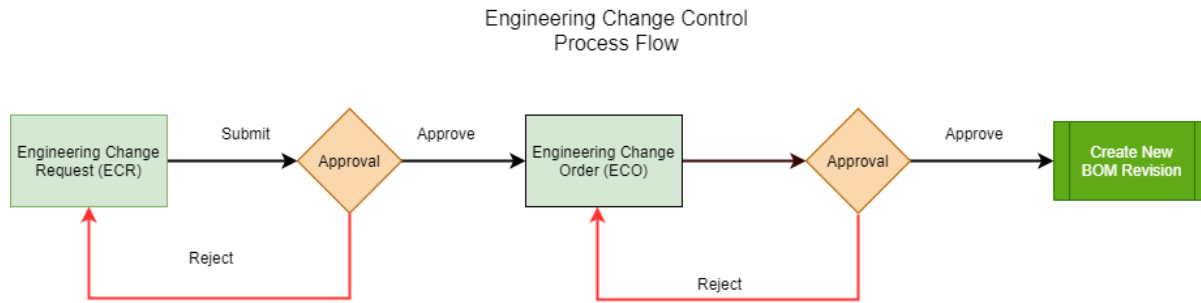 Engineering Change Control
Process Flow
Submit
Approve
Approve
Engineering Change
Request (ECR)
Approval
Engineering Change
Order (ECO)
Approval
Create New
BOM Revision
Reject
Reject